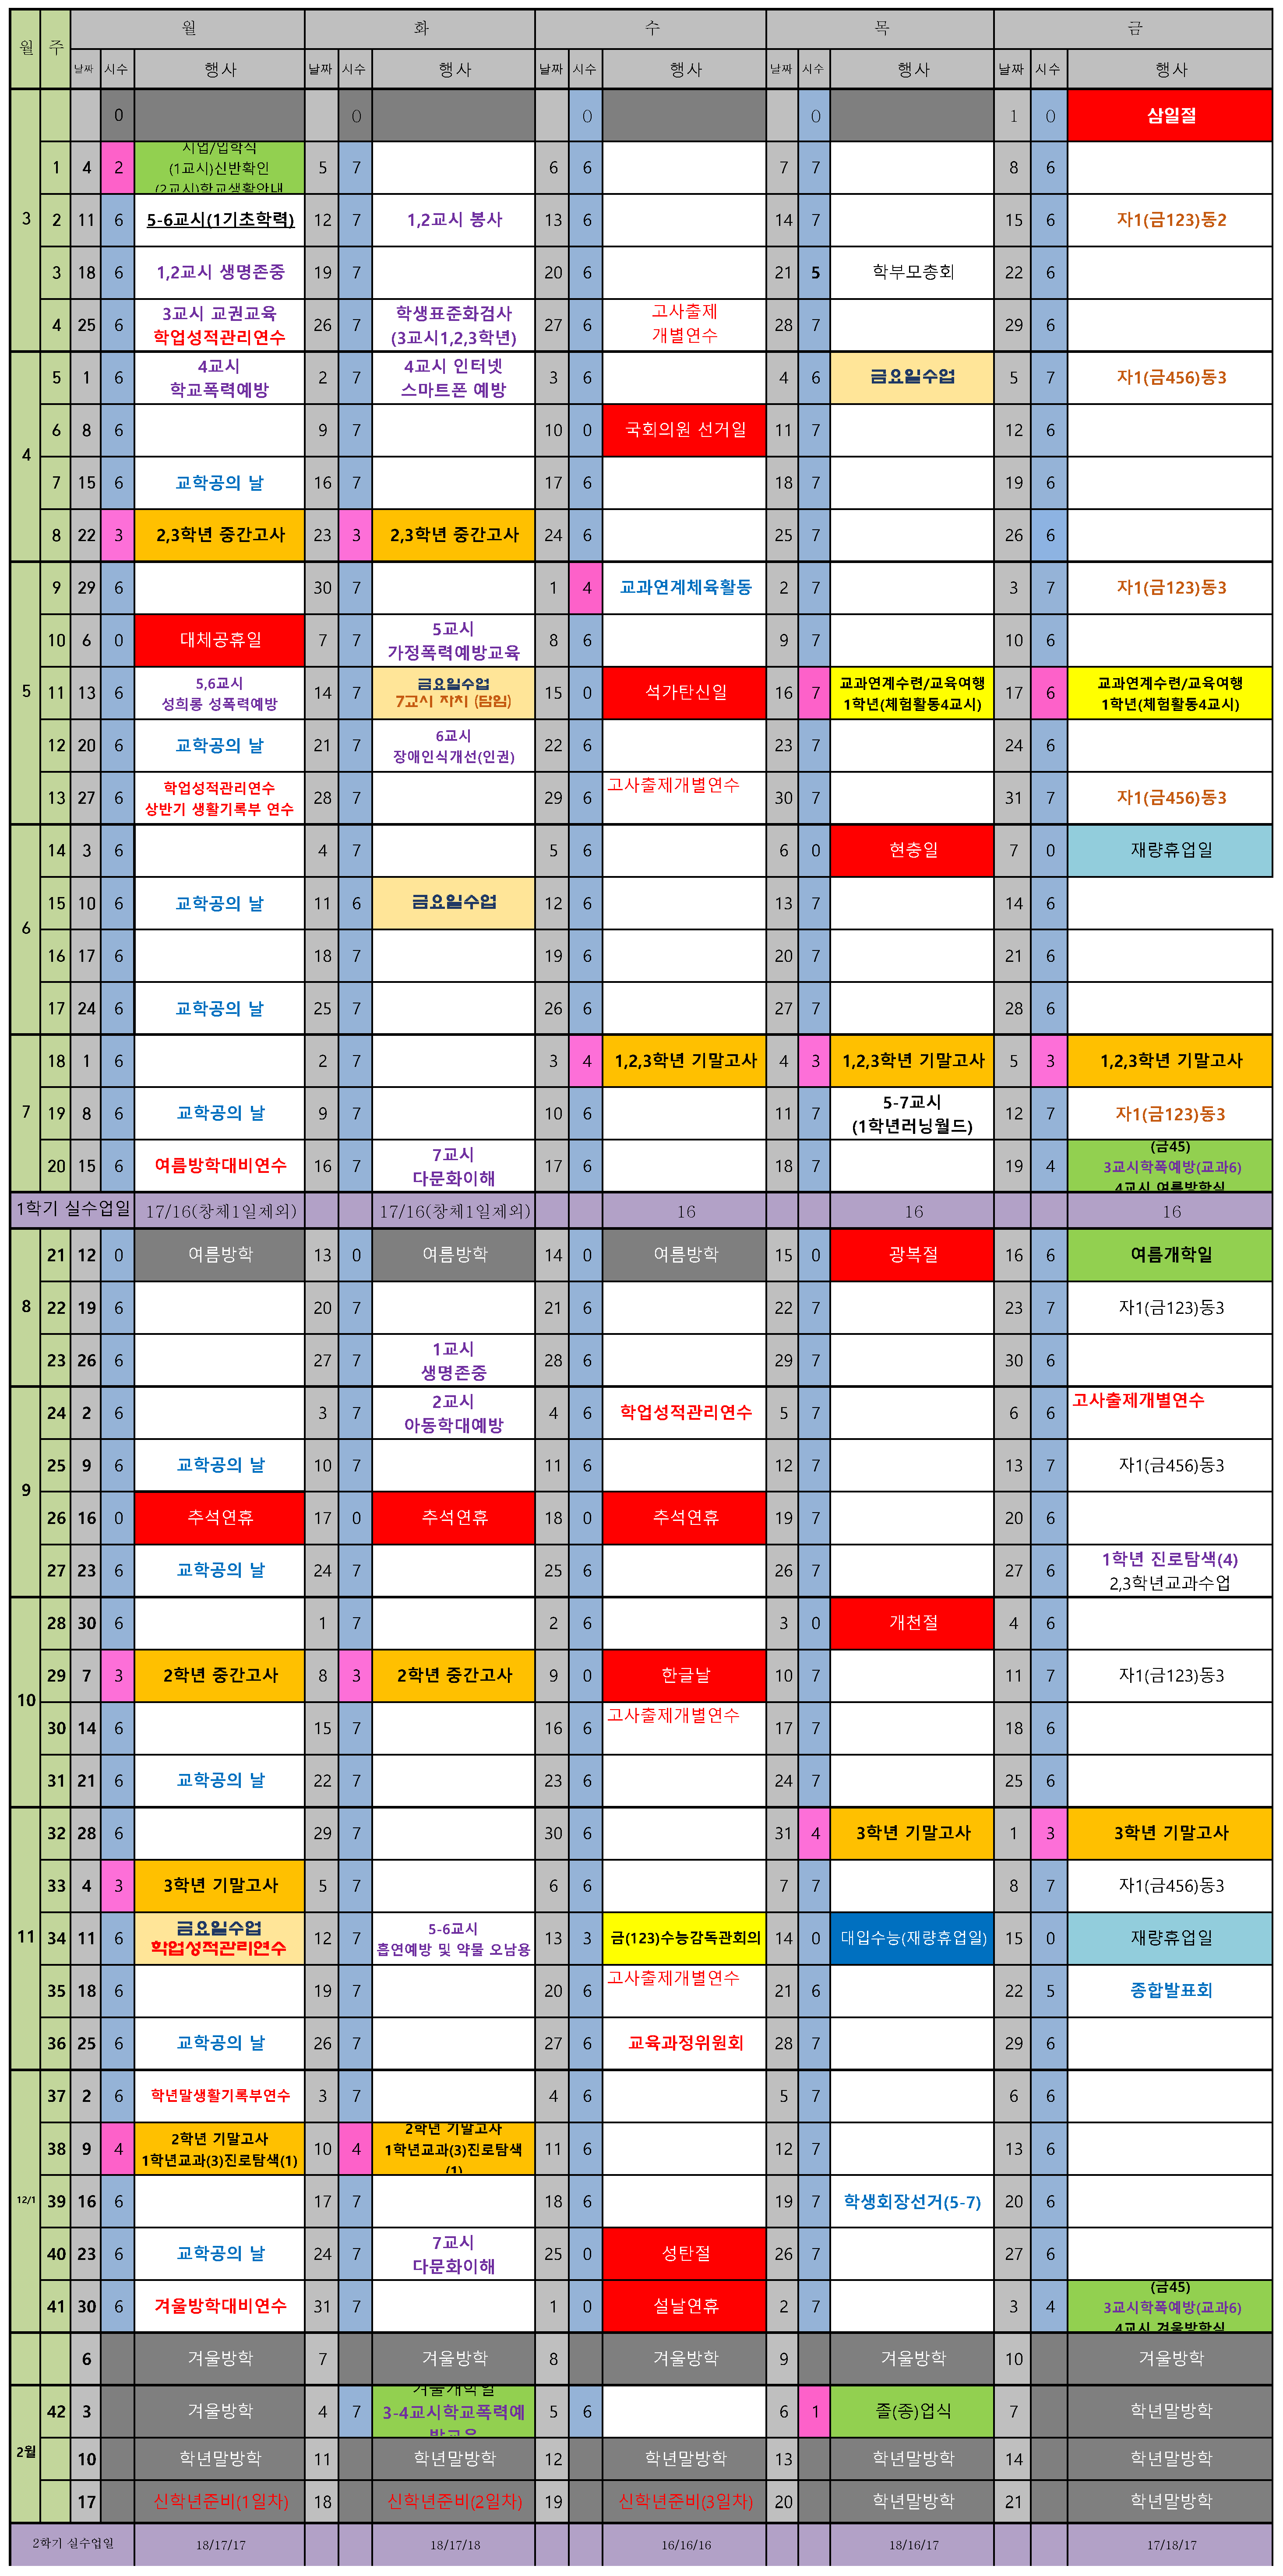 월 주 월 화 수 목 금
날짜 시수 행사 날짜 시수 행사 날짜 시수 행사 날짜 시수 행사 날짜 시수 행사
3 0 0 0 0 1 0 삼일절
1 4 2 시업/입학식 5 7 6 6 7 7 8 6
(1교시)신반확인
(2교시)학교생활안내
2 11 6 5-6교시(1기초학력) 12 7 1,2교시 봉사 13 6 14 7 15 6 자1(금123)동2
3 18 6 1,2교시 생명존중 19 7 20 6 21 5 학부모총회 22 6
4 25 6 3교시 교권교육 26 7 학생표준화검사 27 6 고사출제 28 7 29 6
학업성적관리연수 (3교시1,2,3학년) 개별연수
4 5 1 6 4교시 2 7 4교시 인터넷 3 6 4 6 금요일수업 5 7 자1(금456)동3
학교폭력예방 스마트폰 예방
6 8 6 9 7 10 0 국회의원 선거일 11 7 12 6
7 15 6 교학공의 날 16 7 17 6 18 7 19 6
8 22 3 2,3학년 중간고사 23 3 2,3학년 중간고사 24 6 25 7 26 6
5 9 29 6 30 7 1 4 교과연계체육활동 2 7 3 7 자1(금123)동3
10 6 0 대체공휴일 7 7 5교시 8 6 9 7 10 6
가정폭력예방교육
11 13 6 5,6교시 14 7 금요일수업 15 0 석가탄신일 16 7 교과연계수련/교육여행 17 6 교과연계수련/교육여행
성희롱 성폭력예방 7교시 자치 (담임) 1학년(체험활동4교시) 1학년(체험활동4교시)
12 20 6 교학공의 날 21 7 6교시 22 6 23 7 24 6
장애인식개선(인권)
13 27 6 학업성적관리연수 28 7 29 6 고사출제개별연수 30 7 31 7 자1(금456)동3
상반기 생활기록부 연수
6 14 3 6 4 7 5 6 6 0 현충일 7 0 재량휴업일
15 10 6 교학공의 날 11 6 금요일수업 12 6 13 7 14 6
16 17 6 18 7 19 6 20 7 21 6
17 24 6 교학공의 날 25 7 26 6 27 7 28 6
7 18 1 6 2 7 3 4 1,2,3학년 기말고사 4 3 1,2,3학년 기말고사 5 3 1,2,3학년 기말고사
19 8 6 교학공의 날 9 7 10 6 11 7 5-7교시 12 7 자1(금123)동3
(1학년러닝월드)
20 15 6 여름방학대비연수 16 7 7교시 17 6 18 7 19 4 (금45)
다문화이해 3교시학폭예방(교과6)
4교시 여름방학식
1학기 실수업일 17/16(창체1일제외) 17/16(창체1일제외) 16 16 16
8 21 12 0 여름방학 13 0 여름방학 14 0 여름방학 15 0 광복절 16 6 여름개학일
22 19 6 20 7 21 6 22 7 23 7 자1(금123)동3
23 26 6 27 7 1교시 28 6 29 7 30 6
생명존중
9 24 2 6 3 7 2교시 4 6 학업성적관리연수 5 7 6 6 고사출제개별연수
아동학대예방
25 9 6 교학공의 날 10 7 11 6 12 7 13 7 자1(금456)동3
26 16 0 추석연휴 17 0 추석연휴 18 0 추석연휴 19 7 20 6
27 23 6 교학공의 날 24 7 25 6 26 7 27 6 1학년 진로탐색(4)
2,3학년교과수업
10 28 30 6 1 7 2 6 3 0 개천절 4 6
29 7 3 2학년 중간고사 8 3 2학년 중간고사 9 0 한글날 10 7 11 7 자1(금123)동3
30 14 6 15 7 16 6 고사출제개별연수 17 7 18 6
31 21 6 교학공의 날 22 7 23 6 24 7 25 6
11 32 28 6 29 7 30 6 31 4 3학년 기말고사 1 3 3학년 기말고사
33 4 3 3학년 기말고사 5 7 6 6 7 7 8 7 자1(금456)동3
34 11 6 금요일수업 12 7 5-6교시 13 3 금(123)수능감독관회의 14 0 대입수능(재량휴업일) 15 0 재량휴업일
학업성적관리연수 흡연예방 및 약물 오남용
35 18 6 19 7 20 6 고사출제개별연수 21 6 22 5 종합발표회
36 25 6 교학공의 날 26 7 27 6 교육과정위원회 28 7 29 6
12/1 37 2 6 학년말생활기록부연수 3 7 4 6 5 7 6 6
38 9 4 2학년 기말고사 10 4 2학년 기말고사 11 6 12 7 13 6
1학년교과(3)진로탐색(1) 1학년교과(3)진로탐색
(1)
39 16 6 17 7 18 6 19 7 학생회장선거(5-7) 20 6
40 23 6 교학공의 날 24 7 7교시 25 0 성탄절 26 7 27 6
다문화이해
41 30 6 겨울방학대비연수 31 7 1 0 설날연휴 2 7 3 4 (금45)
3교시학폭예방(교과6)
4교시 겨울방학식
6 겨울방학 7 겨울방학 8 겨울방학 9 겨울방학 10 겨울방학
2월 42 3 겨울방학 4 7 겨울개학일 5 6 6 1 졸(종)업식 7 학년말방학
3-4교시학교폭력예
방교육
10 학년말방학 11 학년말방학 12 학년말방학 13 학년말방학 14 학년말방학
17 신학년준비(1일차) 18 신학년준비(2일차) 19 신학년준비(3일차) 20 학년말방학 21 학년말방학
2학기 실수업일 18/17/17 18/17/18 16/16/16 18/16/17 17/18/17